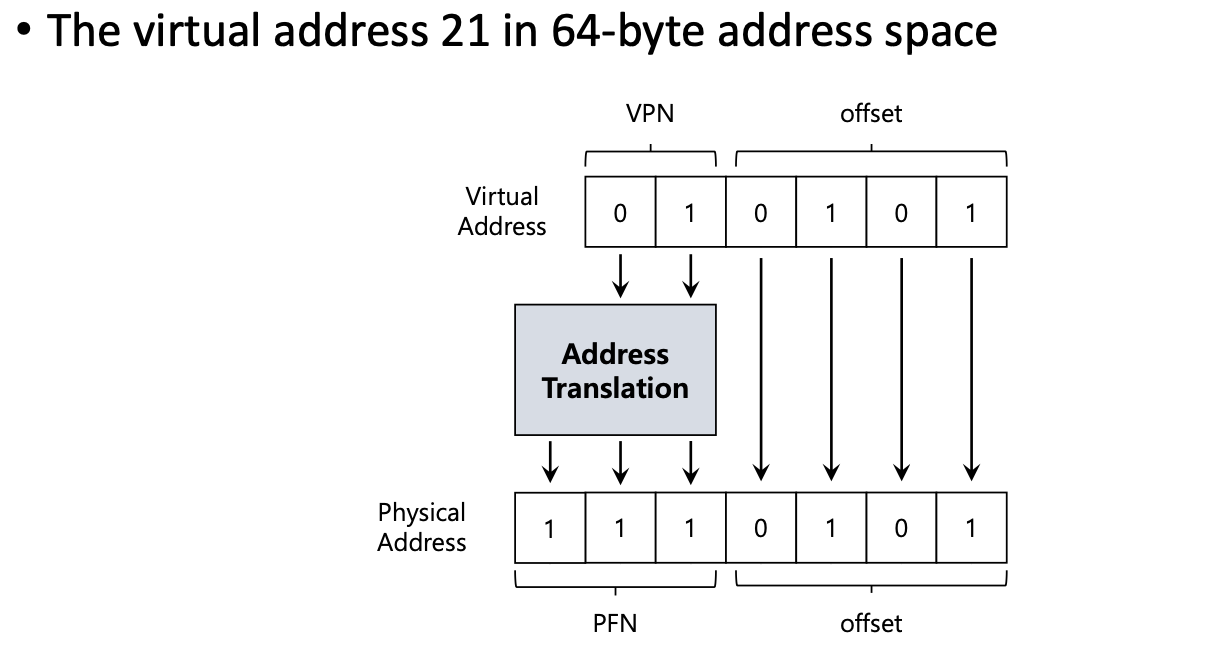 • The virtual address 21 in 64-byte address space
VPN
offset
Virtual
Address
0 1 0 1 0 1
Address
Translation
Physical
Address
1 1 1 0 1 0 1
PFN
offset